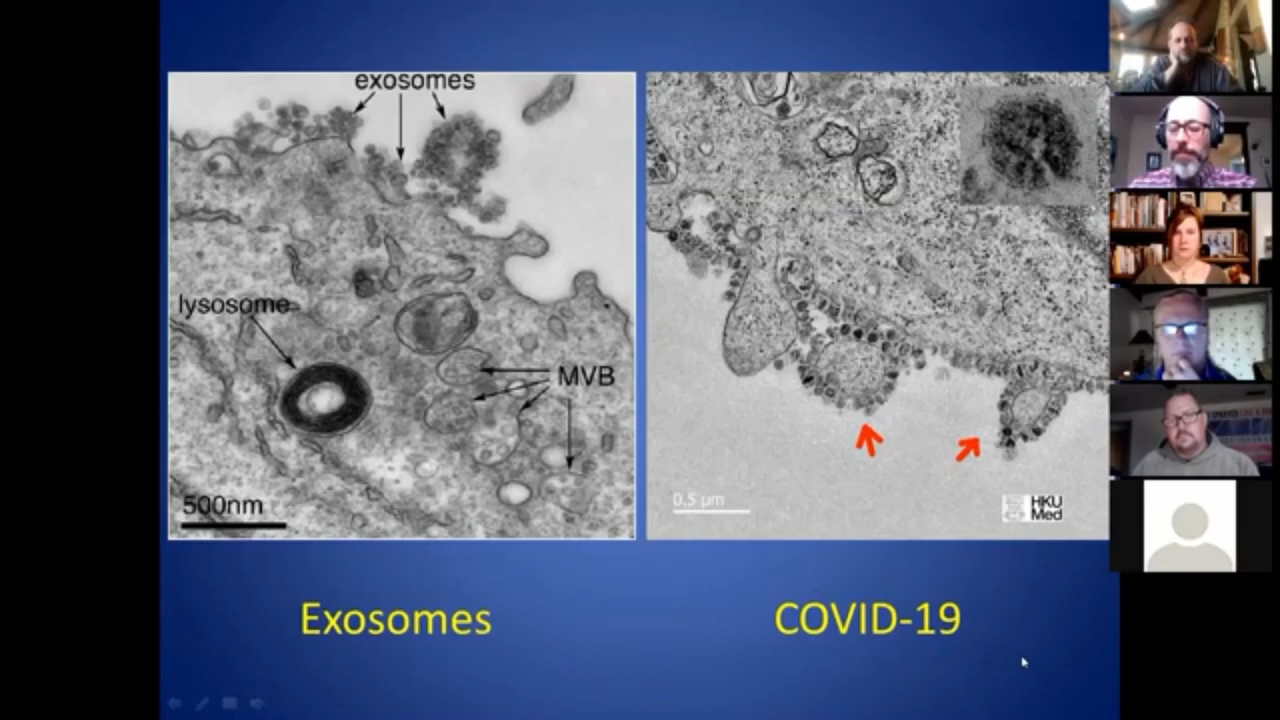 exosomes
lysosome
MVB
500nm
0.5 µm
HKU
Med
Exosomes
COVID-19